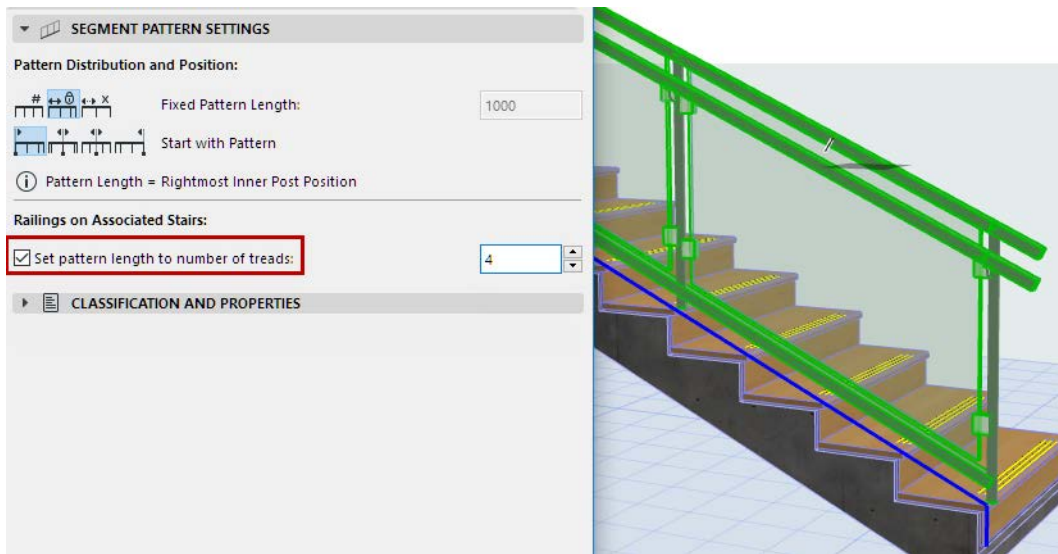 SEGMENT PATTERN SETTINGS
Pattern Distribution and Position:
Fixed Pattern Length: 1000
Start with Pattern
Pattern Length = Rightmost Inner Post Position
Railings on Associated Stairs:
Set pattern length to number of treads: 4
CLASSIFICATION AND PROPERTIES